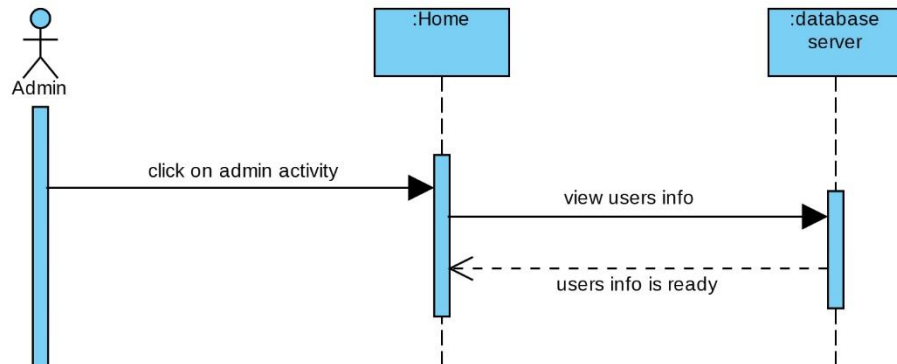 :Home
:database
server
Admin
click on admin activity
view users info
users info is ready